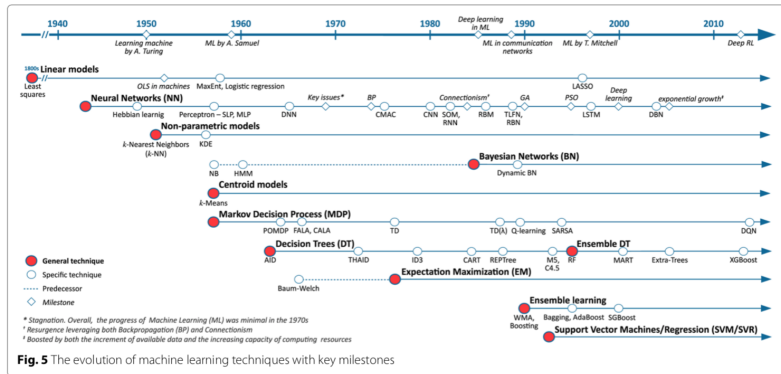 1940 1950 1960 1970 1980 1990 2000 2010
Learning machine by A. Turing
ML by A. Samuel
Deep learning in ML
ML in communication networks
ML by T. Mitchell
Deep RL
1800s
Linear models
Least squares
OLS in machines
MaxEnt, Logistic regression
LASSO
Neural Networks (NN)
Hebbian learnig
Perceptron – SLP, MLP
DNN
Key issues*
BP
CMAC
CNN
SOM, RNN
Connectionism†
RBM
TLFN, RBN
GA
PSO
LSTM
Deep learning
DBN
exponential growth‡
Non-parametric models
k-Nearest Neighbors (k-NN)
KDE
Bayesian Networks (BN)
NB
HMM
Dynamic BN
Centroid models
k-Means
Markov Decision Process (MDP)
POMDP
FALA, CALA
TD
TD(λ)
Q-learning
SARSA
DQN
Decision Trees (DT)
AID
THAID
ID3
CART
REPTree
M5, C4.5
Ensemble DT
RF
MART
Extra-Trees
XGBoost
Expectation Maximization (EM)
Baum-Welch
Ensemble learning
WMA, Boosting
Bagging, AdaBoost
SGBoost
Support Vector Machines/Regression (SVM/SVR)
General technique
Specific technique
Predecessor
Milestone
* Stagnation. Overall, the progress of Machine Learning (ML) was minimal in the 1970s
† Resurgence leveraging both Backpropagation (BP) and Connectionism
‡ Boosted by both the increment of available data and the increasing capacity of computing resources
Fig. 5 The evolution of machine learning techniques with key milestones